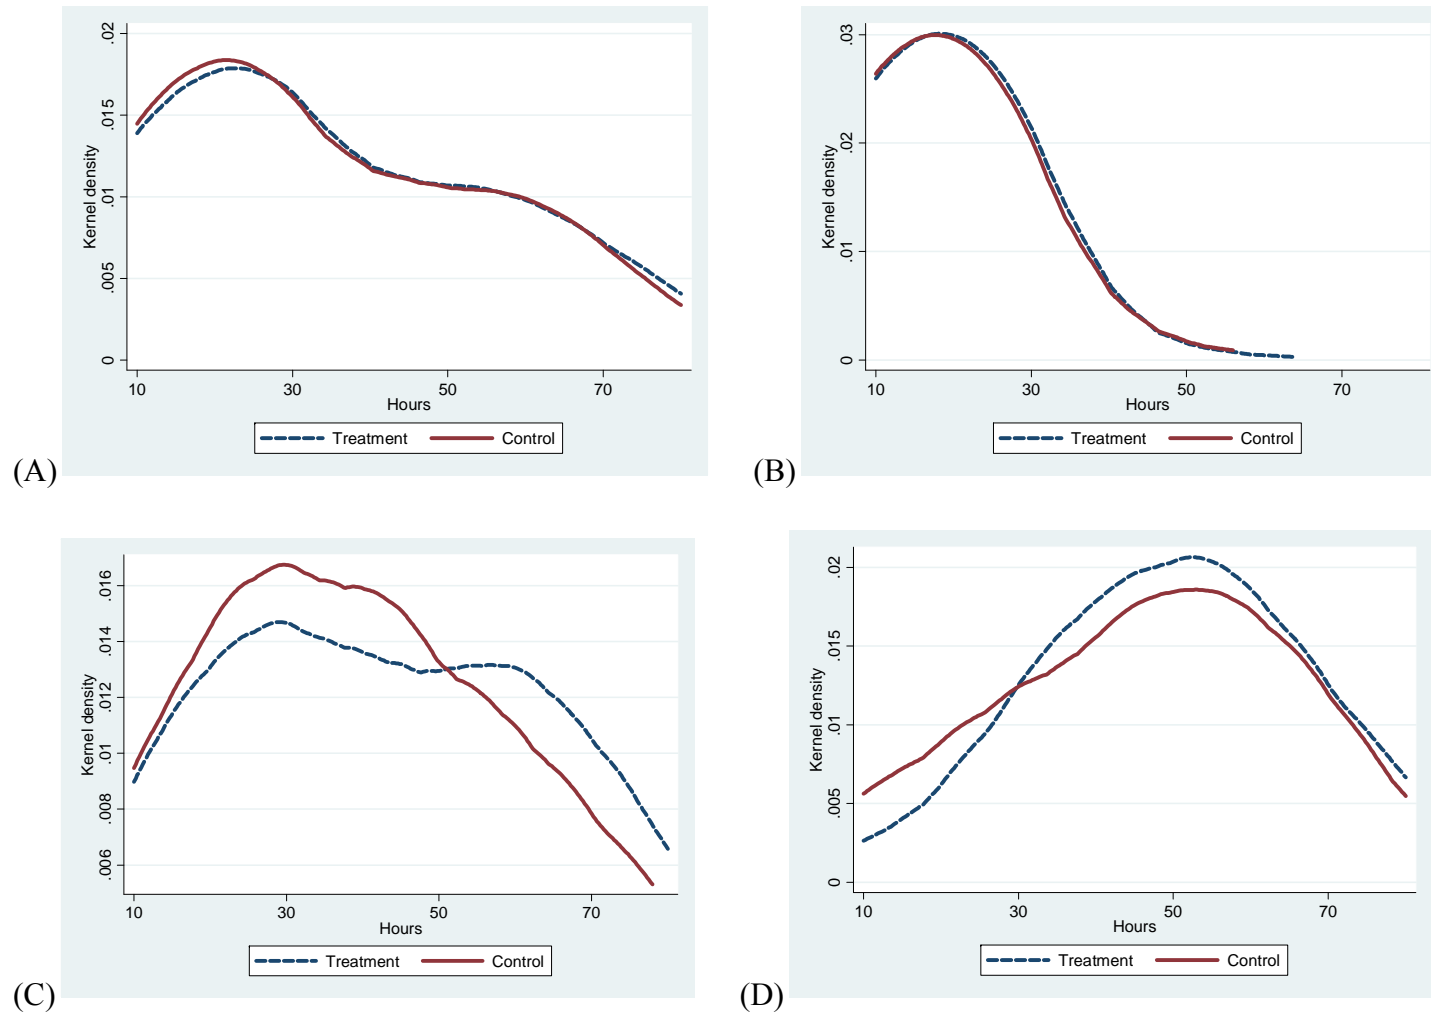 Kernel density
0 .005 .01 .015 .02
10 30 50 70
Hours
Treatment Control
(A)
Kernel density
0 .01 .02 .03
10 30 50 70
Hours
Treatment Control
(B)
Kernel density
.006 .008 .01 .012 .014 .016
10 30 50 70
Hours
Treatment Control
(C)
Kernel density
0 .005 .01 .015 .02
10 30 50 70
Hours
Treatment Control
(D)